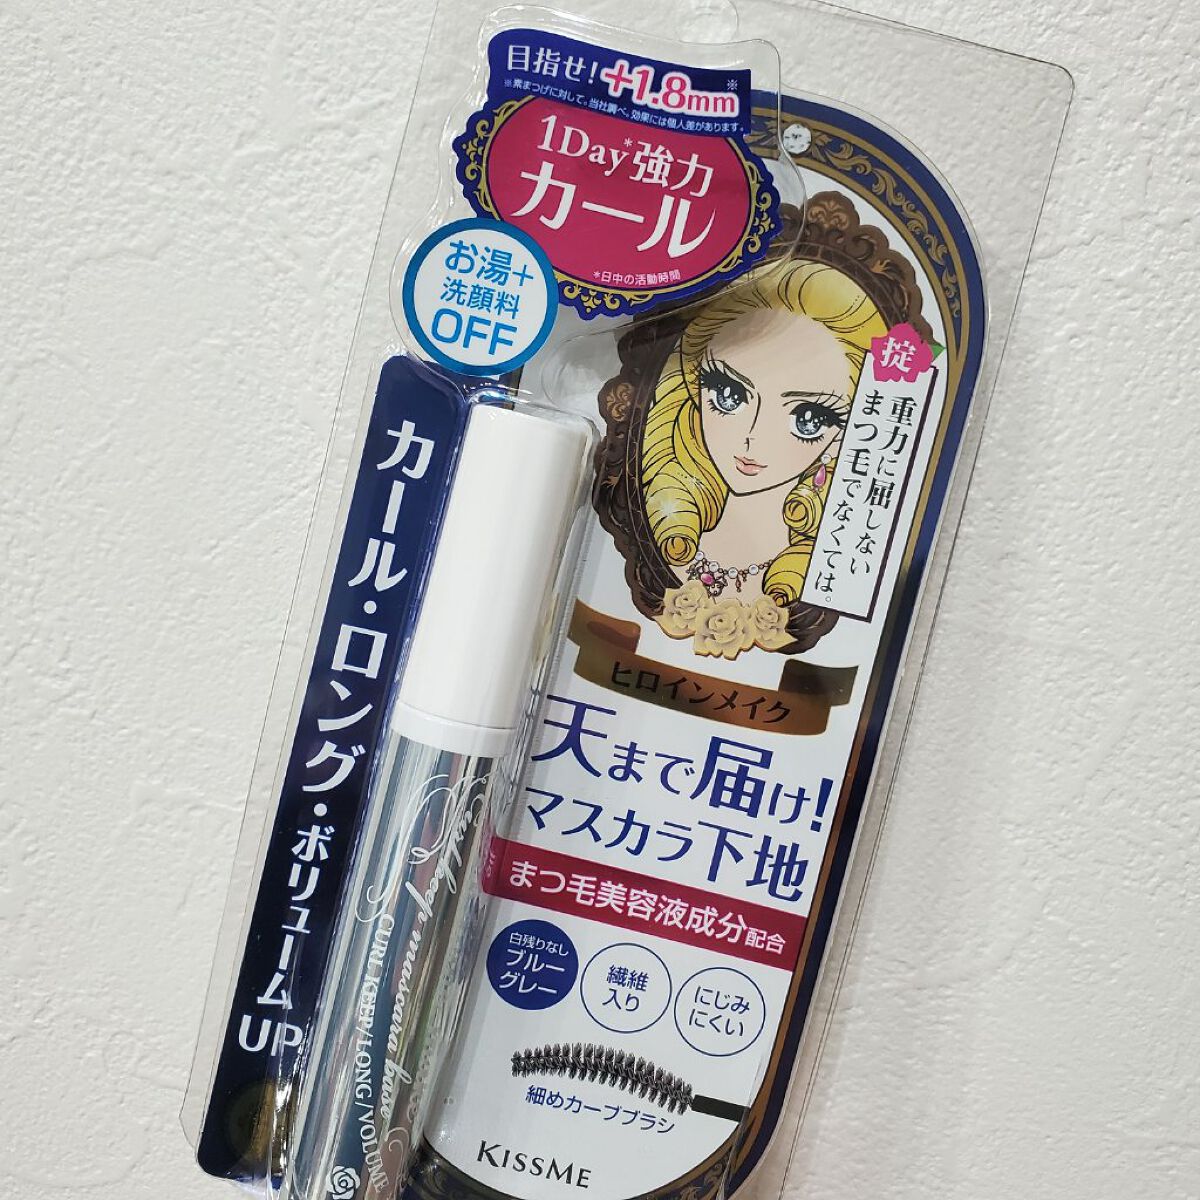 目指せ!+1.8mm※
※素まつげに対して。当社調べ。効果には個人差があります。
1Day*強力
カール
*日中の活動時間
お湯+
洗顔料
OFF
掟
重力に屈しない
まつ毛でなくては。
カール・ロング・ボリュームUP
ヒロインメイク
天まで届け!
マスカラ下地
まつ毛美容液成分配合
白残りなし
ブルー
グレー
繊維
入り
にじみ
にくい
細めカーブブラシ
Curl keep mascara base
CURL KEEP/LONG/VOLUME
KISSME